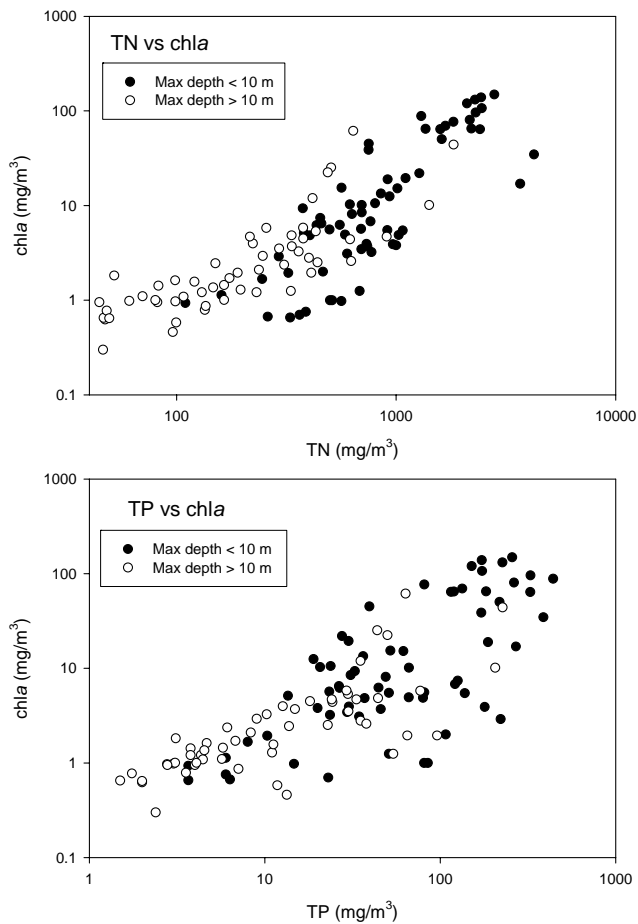 TN vs chla
Max depth < 10 m
Max depth > 10 m
1000
100
10
1
0.1
chla (mg/m³)
100
1000
10000
TN (mg/m³)
TP vs chla
Max depth < 10 m
Max depth > 10 m
1000
100
10
1
0.1
chla (mg/m³)
1
10
100
1000
TP (mg/m³)